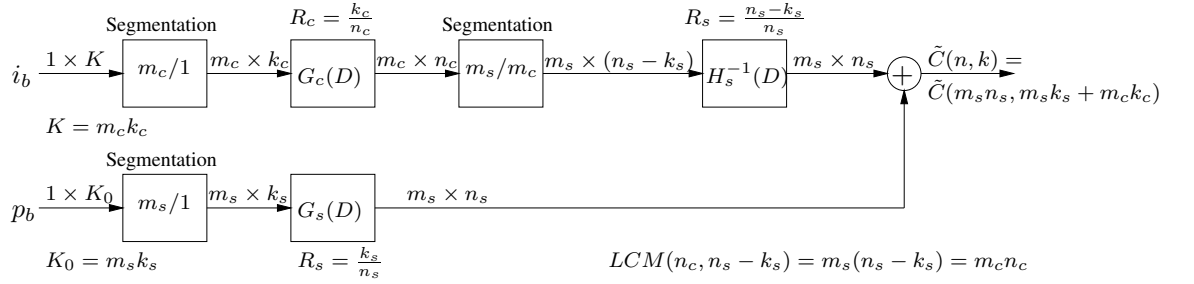 Segmentation
R_c = k_c/n_c
Segmentation
R_s = (n_s−k_s)/n_s
i_b
1 × K
m_c/1
m_c × k_c
G_c(D)
m_c × n_c
m_s/m_c
m_s × (n_s − k_s)
H_s^{-1}(D)
m_s × n_s
+
C̃(n, k) =
C̃(m_s n_s, m_s k_s + m_c k_c)
K = m_c k_c
Segmentation
p_b
1 × K_0
m_s/1
m_s × k_s
G_s(D)
m_s × n_s
K_0 = m_s k_s
R_s = k_s/n_s
LCM(n_c, n_s − k_s) = m_s(n_s − k_s) = m_c n_c